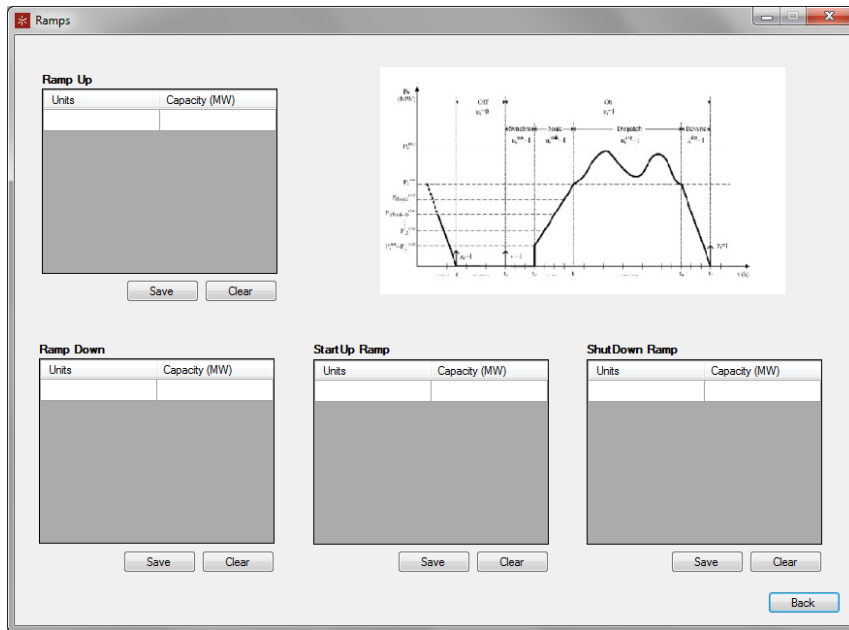 Ramps
Ramp Up
Units Capacity (MW)
Save Clear
(MW)
Off
On
Dispatch
Ramp Down
Units Capacity (MW)
Save Clear
StartUp Ramp
Units Capacity (MW)
Save Clear
ShutDown Ramp
Units Capacity (MW)
Save Clear
Back